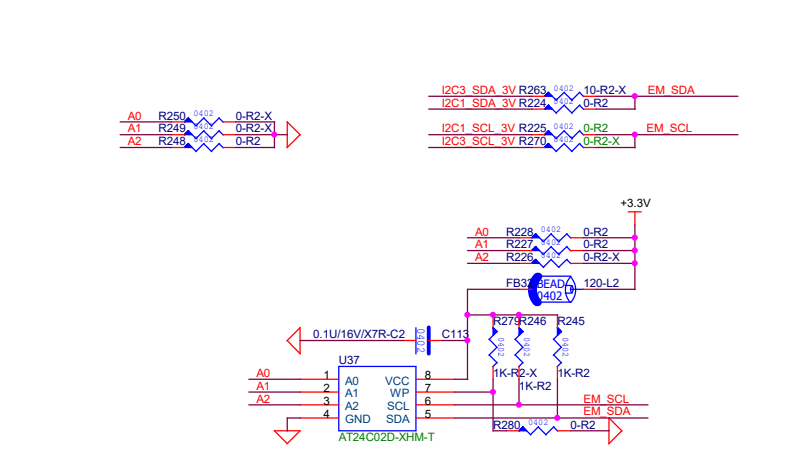 I2C3_SDA_3V R263 0402 10-R2-X EM_SDA
I2C1_SDA_3V R224 0402 0-R2
A0 R250 0402 0-R2-X
A1 R249 0402 0-R2-X
A2 R248 0402 0-R2
I2C1_SCL_3V R225 0402 0-R2 EM_SCL
I2C3_SCL_3V R270 0402 0-R2-X
+3.3V
A0 R228 0402 0-R2
A1 R227 0402 0-R2
A2 R226 0402 0-R2-X
BEAD 120-L2
0402
0.1U/16V/X7R-C2 0402 C113
R279 R246 R245
0402 0402 0402
1K-R2-X 1K-R2
1K-R2
U37
A0 1 A0 VCC 8
A1 2 A1 WP 7
A2 3 A2 SCL 6 EM_SCL
4 GND SDA 5 EM_SDA
R280 0402 0-R2
AT24C02D-XHM-T